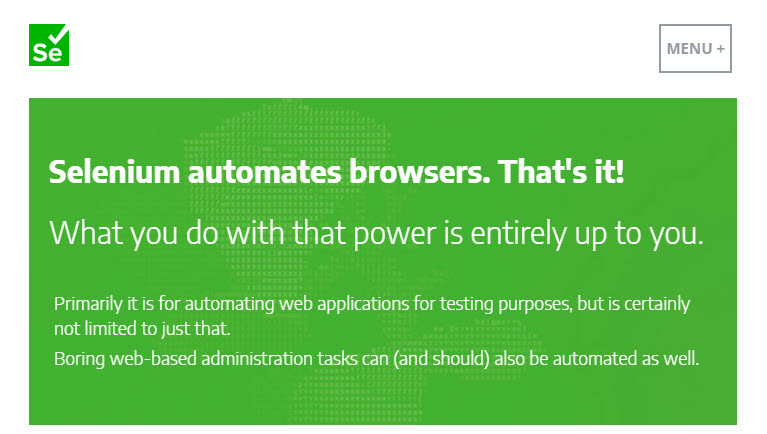 Se
MENU +
Selenium automates browsers. That's it!
What you do with that power is entirely up to you.
Primarily it is for automating web applications for testing purposes, but is certainly
not limited to just that.
Boring web-based administration tasks can (and should) also be automated as well.